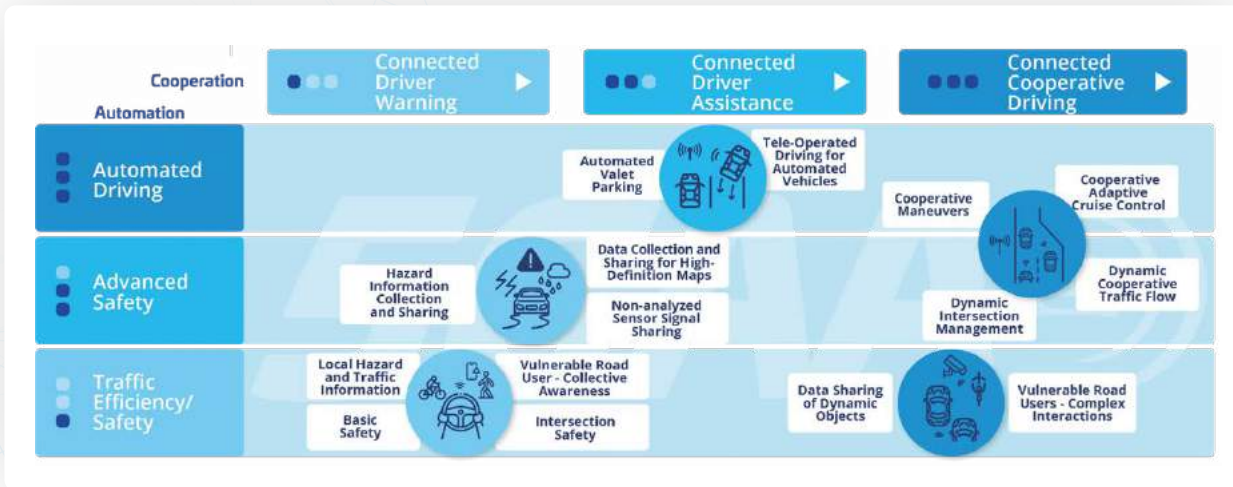 Cooperation
Automation
Connected
Driver
Warning
Connected
Driver
Assistance
Connected
Cooperative
Driving
Automated
Driving
Automated
Valet
Parking
Tele-Operated
Driving for
Automated
Vehicles
Cooperative
Maneuvers
Cooperative
Adaptive
Cruise Control
Advanced
Safety
Hazard
Information
Collection
and Sharing
Data Collection and
Sharing for High-
Definition Maps
Non-analyzed
Sensor Signal
Sharing
Dynamic
Intersection
Management
Dynamic
Cooperative
Traffic Flow
Traffic
Efficiency/
Safety
Local Hazard
and Traffic
Information
Basic
Safety
Vulnerable Road
User - Collective
Awareness
Intersection
Safety
Data Sharing
of Dynamic
Objects
Vulnerable Road
Users - Complex
Interactions
5GAA